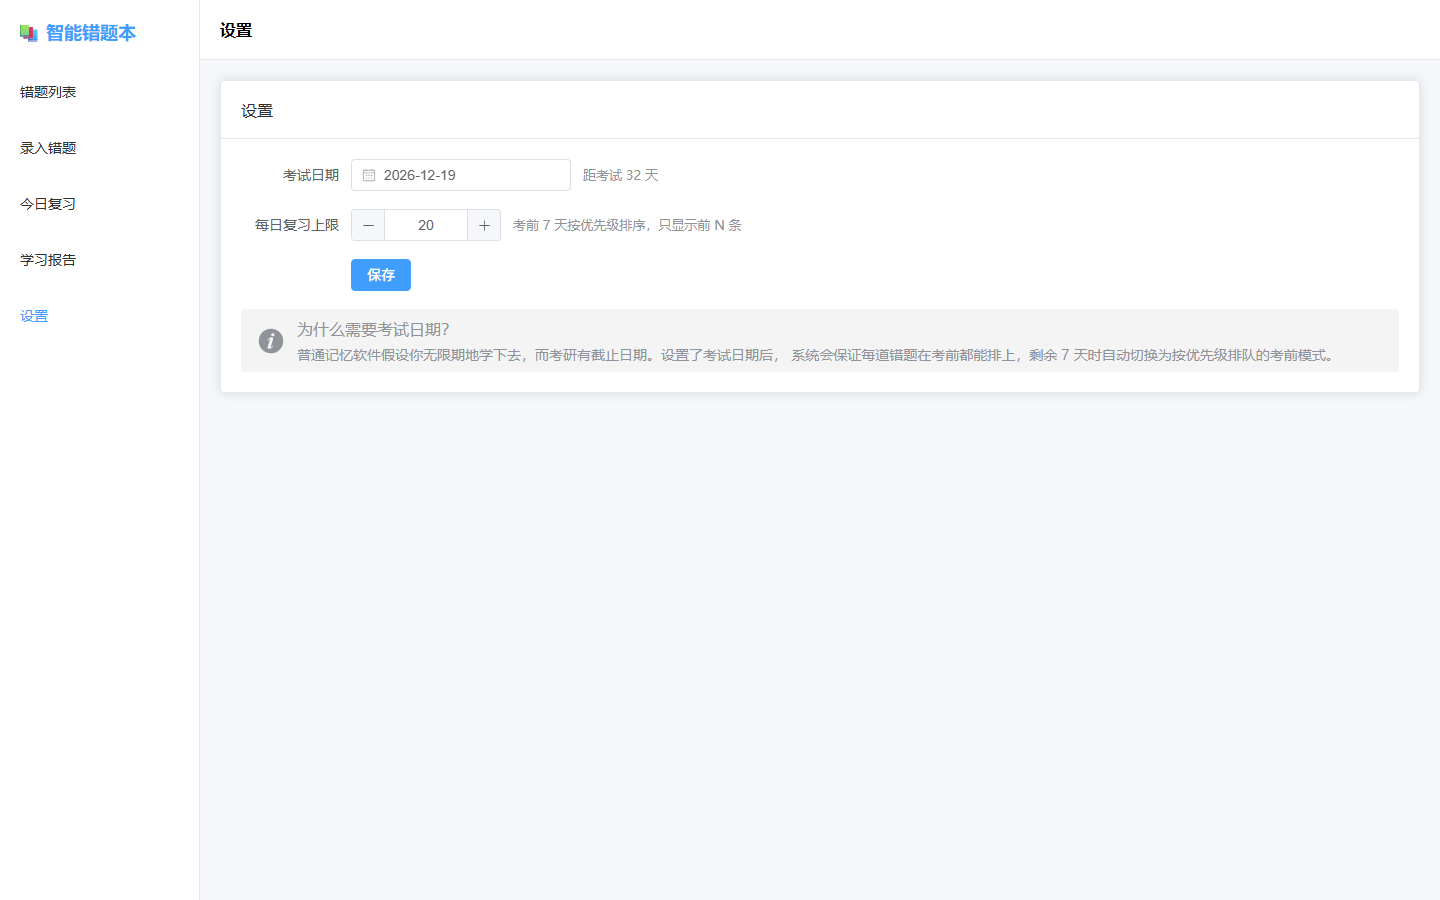 智能错题本
设置
错题列表
录入错题
今日复习
学习报告
设置
设置
考试日期 2026-12-19 距考试 32 天
每日复习上限 20 考前 7 天按优先级排序，只显示前 N 条
保存
为什么需要考试日期？
普通记忆软件假设你无限期地学下去，而考研有截止日期。设置了考试日期后， 系统会保证每道错题在考前都能排上，剩余 7 天时自动切换为按优先级排队的考前模式。